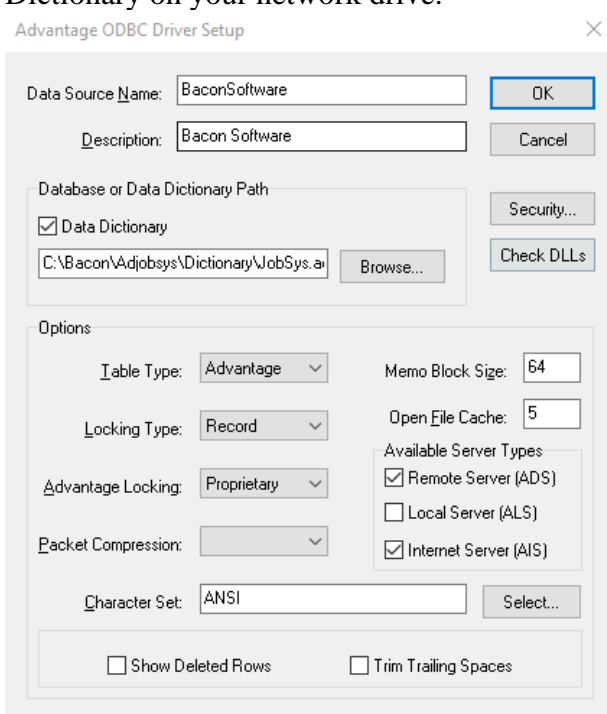 Dictionary on your network drive.
Advantage ODBC Driver Setup
Data Source Name: BaconSoftware OK
Description: Bacon Software Cancel
Database or Data Dictionary Path
Security...
Data Dictionary
C:\Bacon\Adjobsys\Dictionary\JobSys.a Browse... Check DLLs
Options
Table Type: Advantage Memo Block Size: 64
Locking Type: Record Open File Cache: 5
Available Server Types
Advantage Locking: Proprietary Remote Server (ADS)
Local Server (ALS)
Packet Compression: Internet Server (AIS)
Character Set: ANSI Select...
Show Deleted Rows Trim Trailing Spaces